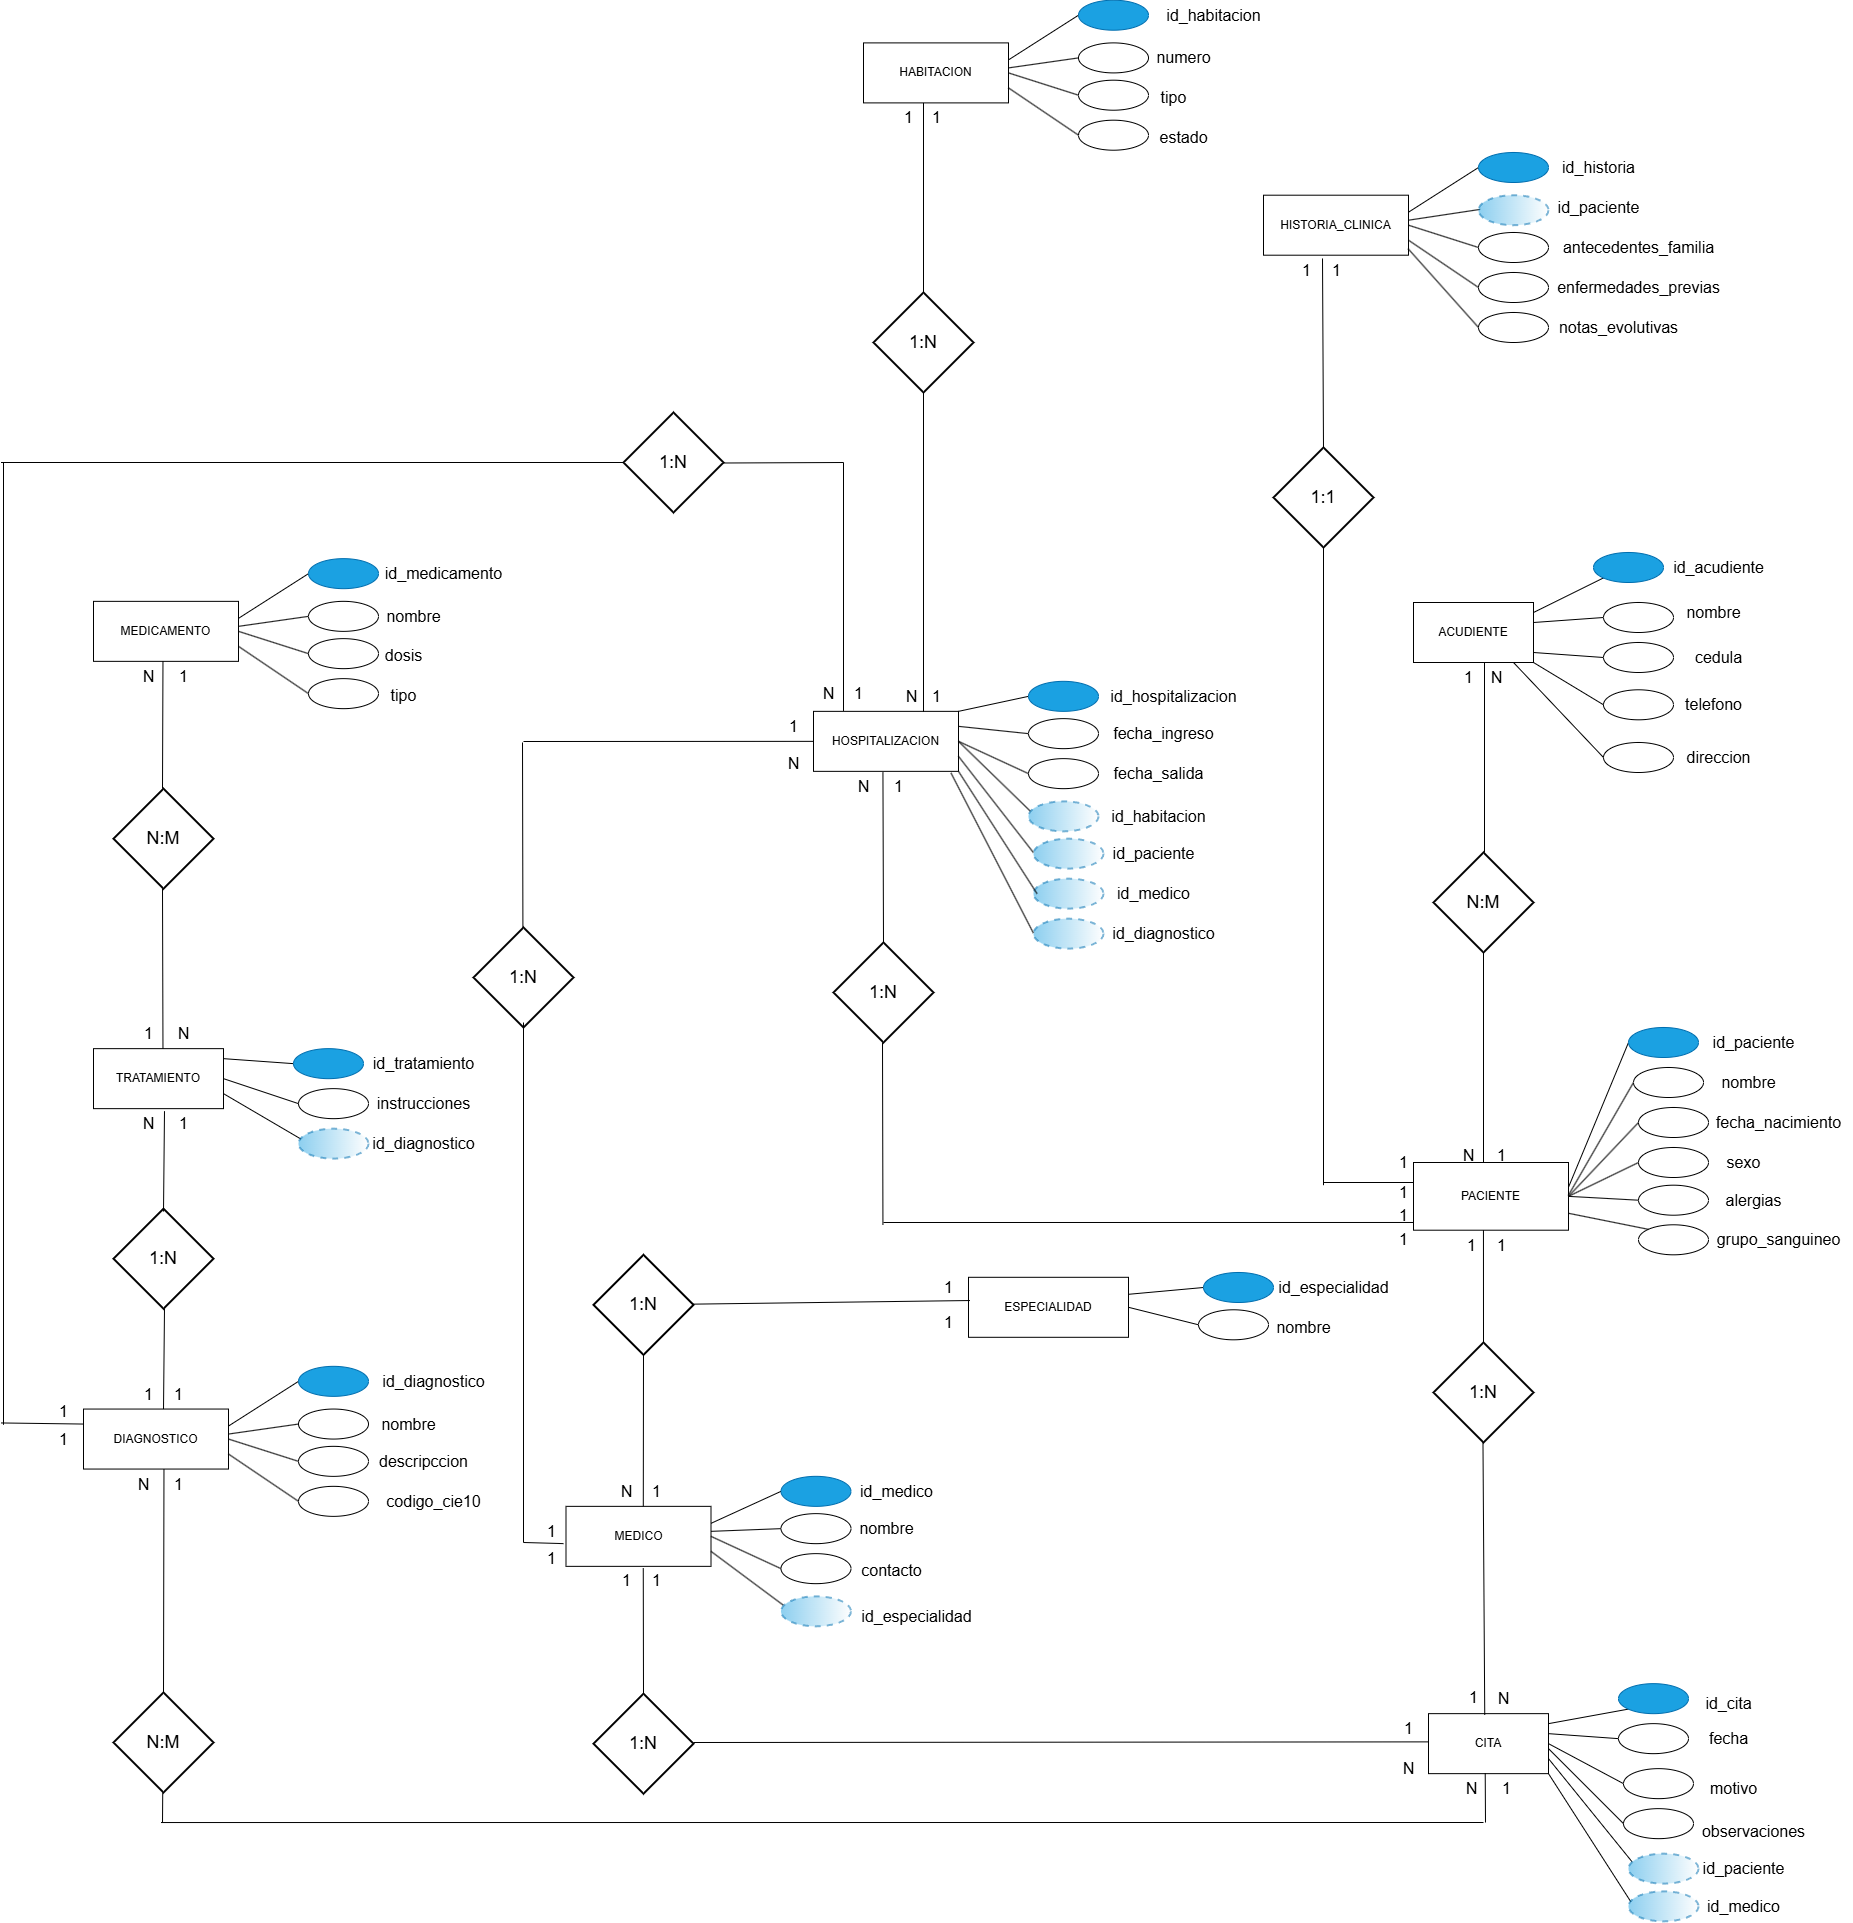 id_habitacion
HABITACION
numero
tipo
estado
1 1
1:N
id_historia
HISTORIA_CLINICA
id_paciente
antecedentes_familia
enfermedades_previas
notas_evolutivas
1 1
1:1
1:N
id_medicamento
MEDICAMENTO
nombre
dosis
tipo
N 1
N:M
id_acudiente
ACUDIENTE
nombre
cedula
telefono
direccion
1 N
N:M
N 1
N 1
1
N
HOSPITALIZACION
id_hospitalizacion
fecha_ingreso
fecha_salida
id_habitacion
id_paciente
id_medico
id_diagnostico
N 1
1:N
1:N
1 N
TRATAMIENTO
id_tratamiento
instrucciones
id_diagnostico
N 1
1:N
N 1
1
1
1
1
PACIENTE
id_paciente
nombre
fecha_nacimiento
sexo
alergias
grupo_sanguineo
1 1
1:N
1:N
1
1
ESPECIALIDAD
id_especialidad
nombre
1 1
1
1
DIAGNOSTICO
id_diagnostico
nombre
descripccion
codigo_cie10
N 1
N:M
N 1
1
1
MEDICO
id_medico
nombre
contacto
id_especialidad
1 1
1:N
1 N
1
N
CITA
N 1
id_cita
fecha
motivo
observaciones
id_paciente
id_medico